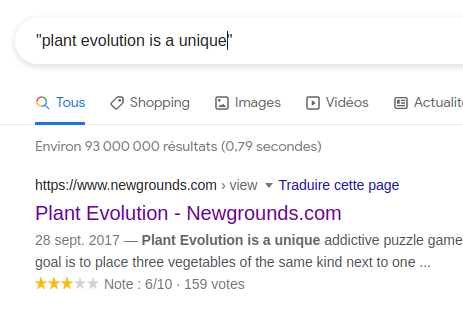 "plant evolution is a unique"
Tous Shopping Images Vidéos Actualit
Environ 93 000 000 résultats (0,79 secondes)
https://www.newgrounds.com › view ▼ Traduire cette page
Plant Evolution - Newgrounds.com
28 sept. 2017 — Plant Evolution is a unique addictive puzzle game
goal is to place three vegetables of the same kind next to one ...
Note : 6/10 · 159 votes